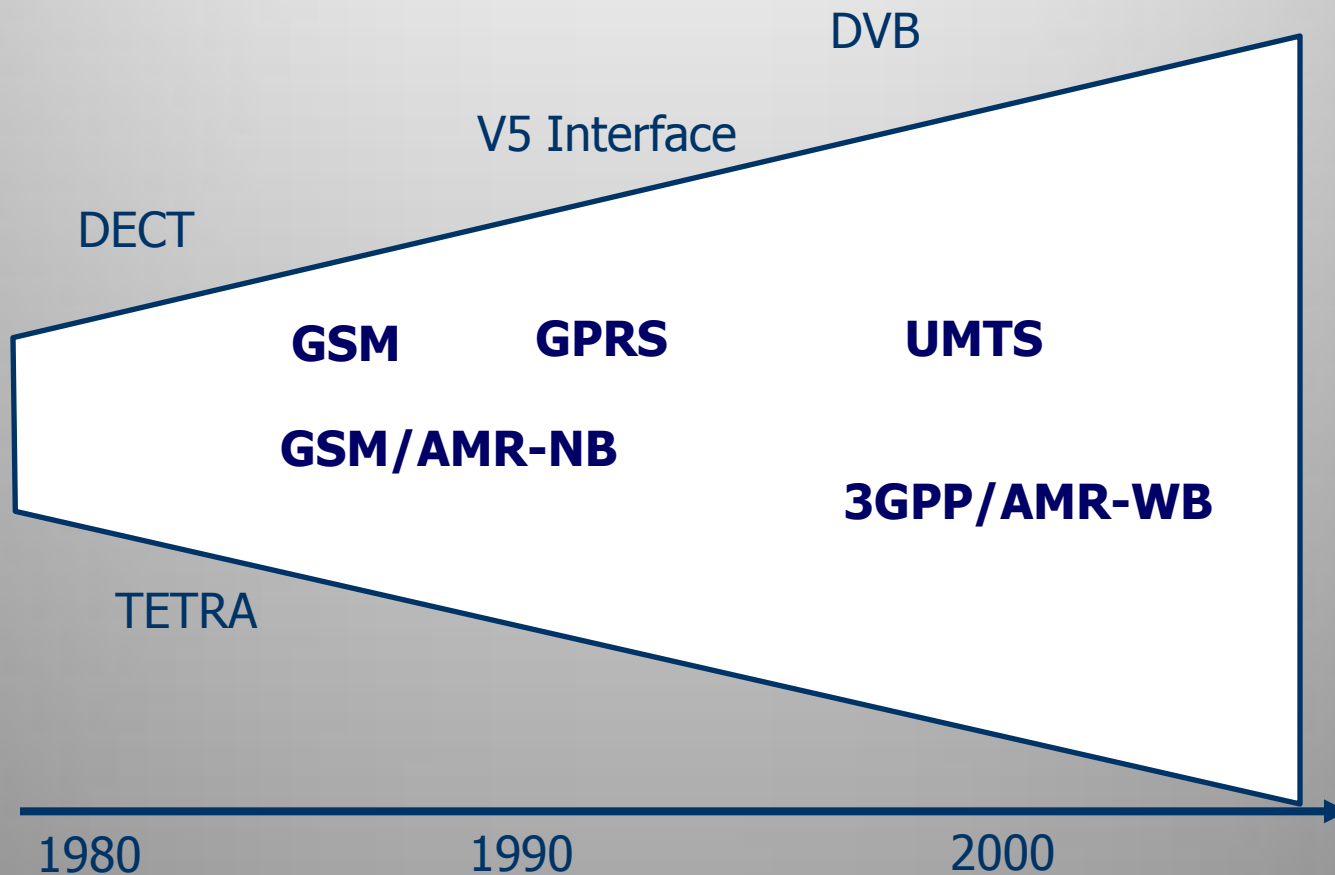 DVB
V5 Interface
DECT
GSM
GPRS
UMTS
GSM/AMR-NB
3GPP/AMR-WB
TETRA
1980
1990
2000